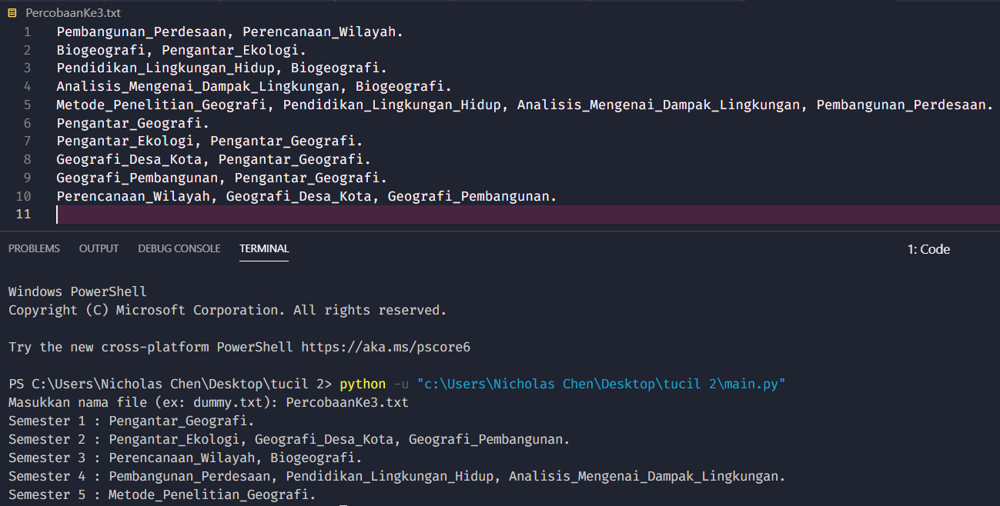 PercobaanKe3.txt
1 Pembangunan_Perdesaan, Perencanaan_Wilayah.
2 Biogeografi, Pengantar_Ekologi.
3 Pendidikan_Lingkungan_Hidup, Biogeografi.
4 Analisis_Mengenai_Dampak_Lingkungan, Biogeografi.
5 Metode_Penelitian_Geografi, Pendidikan_Lingkungan_Hidup, Analisis_Mengenai_Dampak_Lingkungan, Pembangunan_Perdesaan.
6 Pengantar_Geografi.
7 Pengantar_Ekologi, Pengantar_Geografi.
8 Geografi_Desa_Kota, Pengantar_Geografi.
9 Geografi_Pembangunan, Pengantar_Geografi.
10 Perencanaan_Wilayah, Geografi_Desa_Kota, Geografi_Pembangunan.
11
PROBLEMS OUTPUT DEBUG CONSOLE TERMINAL 1: Code
Windows PowerShell
Copyright (C) Microsoft Corporation. All rights reserved.
Try the new cross-platform PowerShell https://aka.ms/pscore6
PS C:\Users\Nicholas Chen\Desktop\tucil 2> python -u "c:\Users\Nicholas Chen\Desktop\tucil 2\main.py"
Masukkan nama file (ex: dummy.txt): PercobaanKe3.txt
Semester 1 : Pengantar_Geografi.
Semester 2 : Pengantar_Ekologi, Geografi_Desa_Kota, Geografi_Pembangunan.
Semester 3 : Perencanaan_Wilayah, Biogeografi.
Semester 4 : Pembangunan_Perdesaan, Pendidikan_Lingkungan_Hidup, Analisis_Mengenai_Dampak_Lingkungan.
Semester 5 : Metode_Penelitian_Geografi.